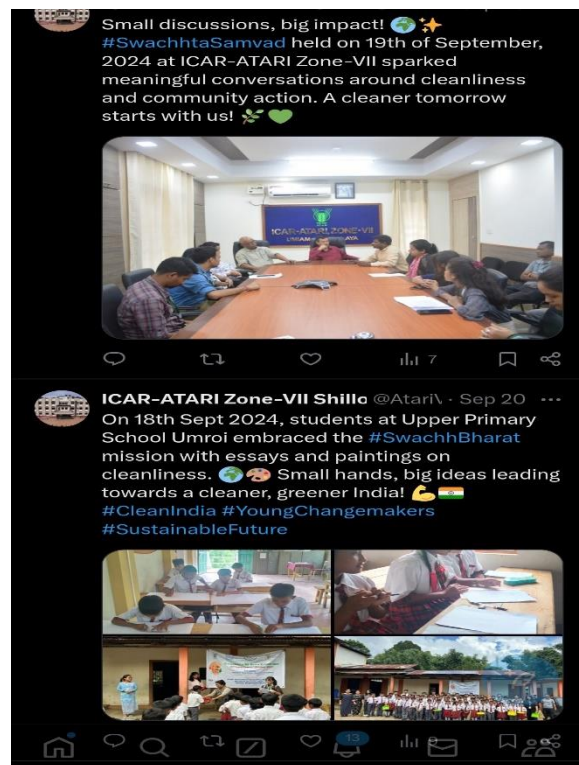 Small discussions, big impact! 🌍✨
#SwachhtaSamvad held on 19th of September,
2024 at ICAR-ATARI Zone-VII sparked
meaningful conversations around cleanliness
and community action. A cleaner tomorrow
starts with us! 🌿💚
ICAR-ATARI ZONE-VII
7
ICAR-ATARI Zone-VII Shillo @Atari\ · Sep 20 ···
On 18th Sept 2024, students at Upper Primary
School Umroi embraced the #SwachhBharat
mission with essays and paintings on
cleanliness. 🌍🎨 Small hands, big ideas leading
towards a cleaner, greener India! 💪🇮🇳
#CleanIndia #YoungChangemakers
#SustainableFuture
13